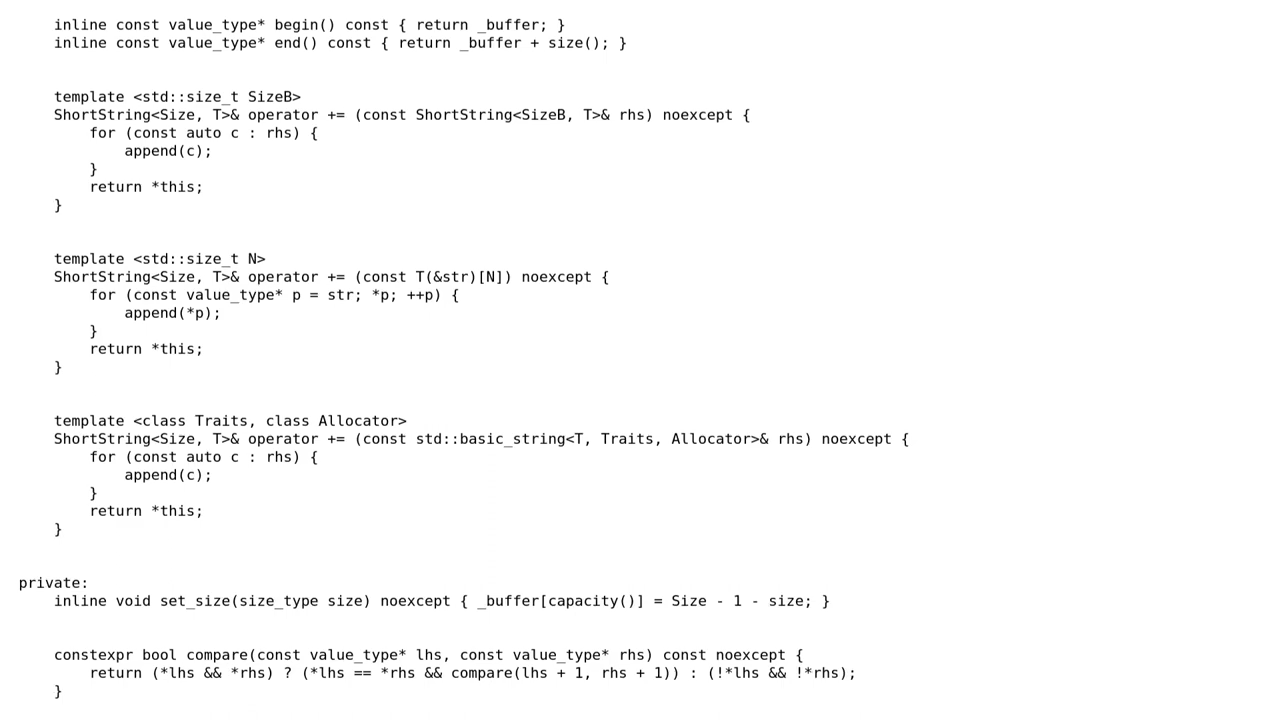 inline const value_type* begin() const { return _buffer; }
    inline const value_type* end() const { return _buffer + size(); }

    template <std::size_t SizeB>
    ShortString<Size, T>& operator += (const ShortString<SizeB, T>& rhs) noexcept {
        for (const auto c : rhs) {
            append(c);
        }
        return *this;
    }

    template <std::size_t N>
    ShortString<Size, T>& operator += (const T(&str)[N]) noexcept {
        for (const value_type* p = str; *p; ++p) {
            append(*p);
        }
        return *this;
    }

    template <class Traits, class Allocator>
    ShortString<Size, T>& operator += (const std::basic_string<T, Traits, Allocator>& rhs) noexcept {
        for (const auto c : rhs) {
            append(c);
        }
        return *this;
    }

private:
    inline void set_size(size_type size) noexcept { _buffer[capacity()] = Size - 1 - size; }

    constexpr bool compare(const value_type* lhs, const value_type* rhs) const noexcept {
        return (*lhs && *rhs) ? (*lhs == *rhs && compare(lhs + 1, rhs + 1)) : (!*lhs && !*rhs);
    }